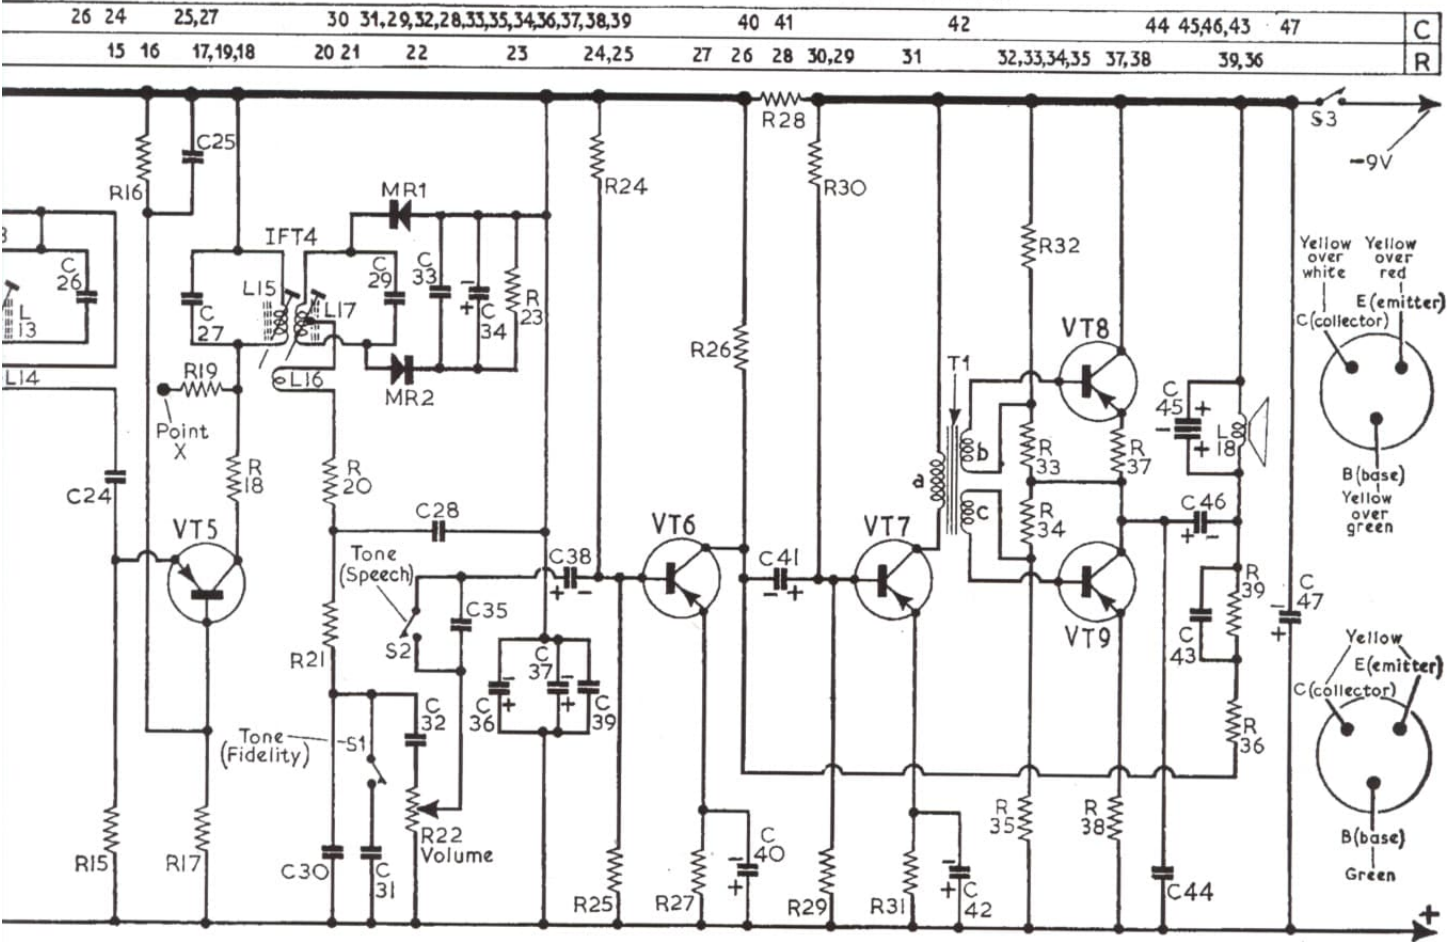 26 24 25,27 30 31,29,32,28,33,35,34,36,37,38,39 40 41 42 44 45,46,43 47 C
15 16 17,19,18 20 21 22 23 24,25 27 26 28 30,29 31 32,33,34,35 37,38 39,36 R
R28
S3
-9V
R16
C25
MR1
R24
R30
IFT4
C
26
L
13
C
27
L15
L17
C
29
C
33
-
+
C
34
R
23
R26
R32
Yellow
over
white
Yellow
over
red
E(emitter)
C(collector)
VT8
T1
L14
R19
L16
MR2
Point
X
a
b
c
R
33
R
37
C
45
+
-
+
L
18
B(base)
Yellow
over
green
C24
R
18
R
20
C28
VT5
Tone
(Speech)
S2
C35
C38
+ -
VT6
C41
- +
VT7
R
34
VT9
C46
+ -
R
39
C
43
C
47
-
+
R21
C
32
C
36
-
+
C
37
-
+
C
39
Yellow
E(emitter)
C(collector)
R
36
Tone
(Fidelity)
S1
R22
Volume
R15
R17
C30
C
31
R25
R27
C
40
-
+
R29
R31
C
42
-
+
R
35
R
38
C44
B(base)
Green
+